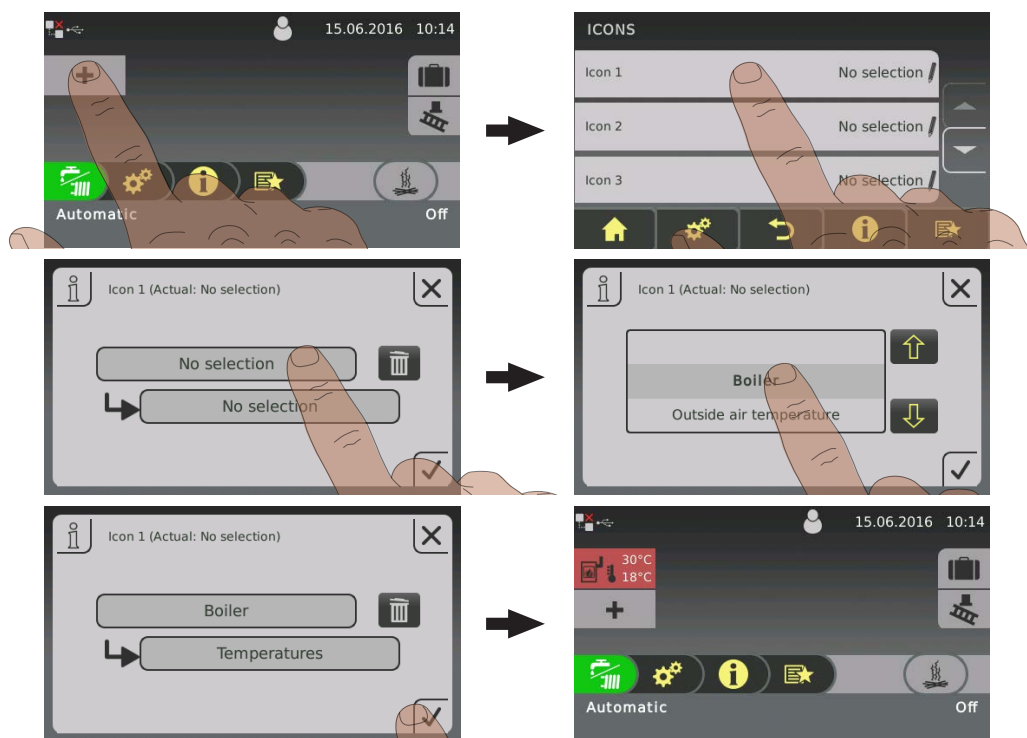 15.06.2016 10:14
Automatic Off
ICONS
Icon 1 No selection
Icon 2 No selection
Icon 3 No selection
Icon 1 (Actual: No selection)
No selection
No selection
Icon 1 (Actual: No selection)
Boiler
Outside air temperature
Icon 1 (Actual: No selection)
Boiler
Temperatures
15.06.2016 10:14
30°C
18°C
Automatic Off